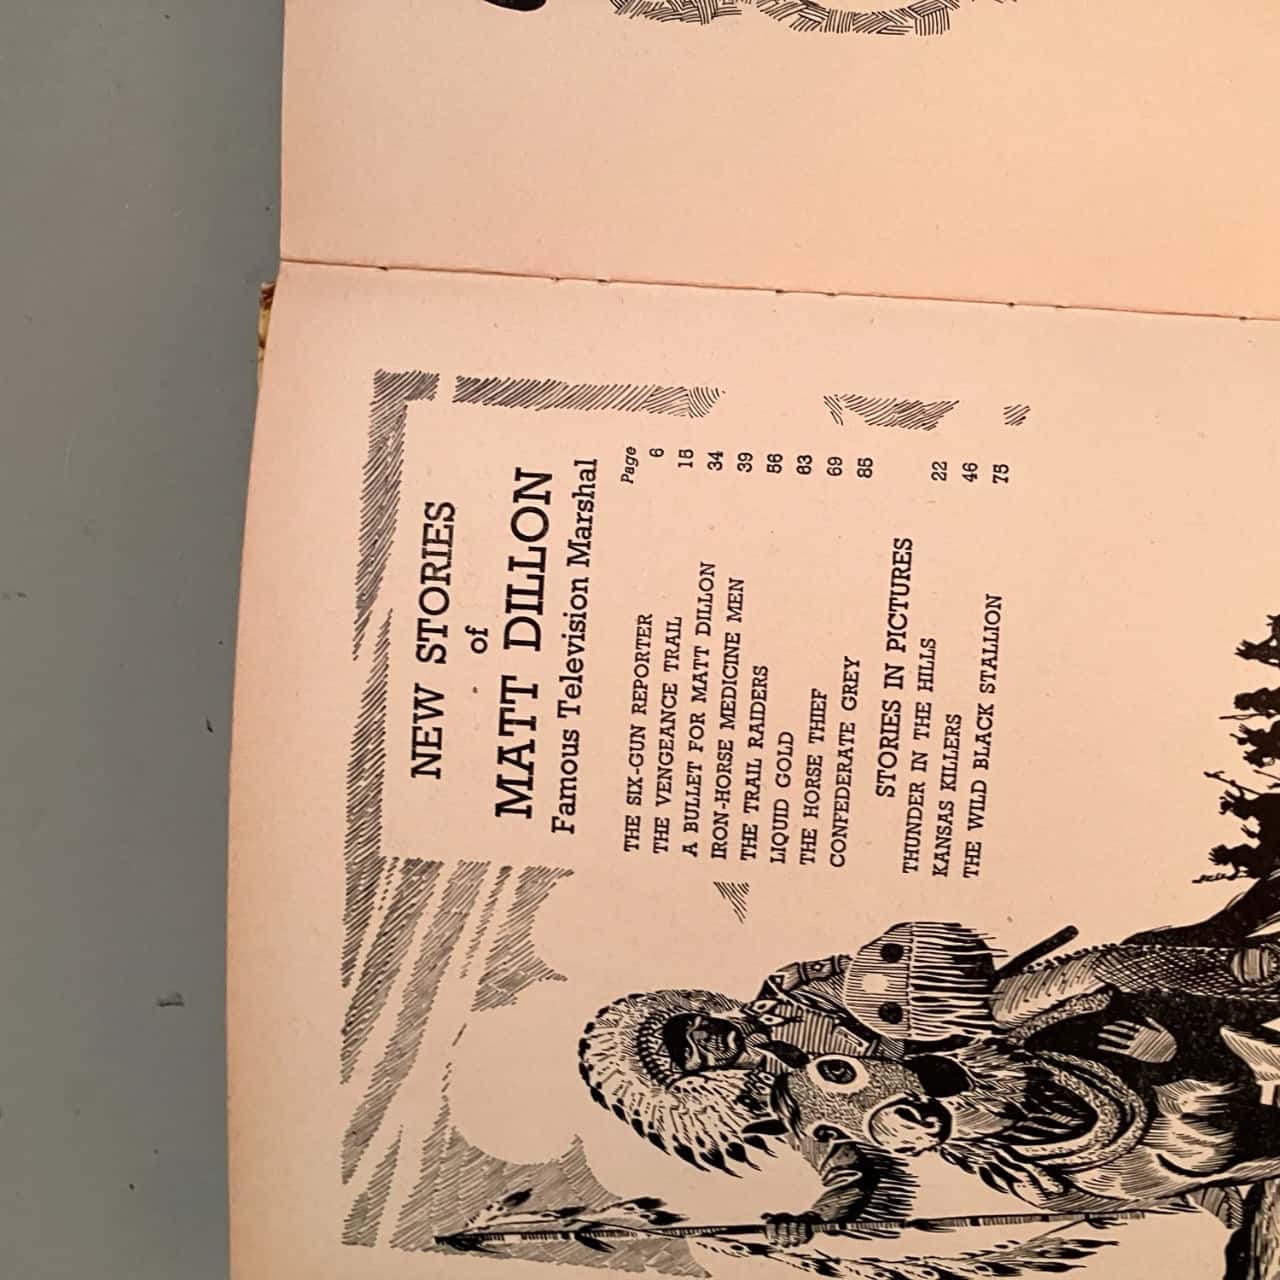 NEW STORIES
of
MATT DILLON
Famous Television Marshal
Page
THE SIX-GUN REPORTER 6
THE VENGEANCE TRAIL 15
A BULLET FOR MATT DILLON 34
IRON-HORSE MEDICINE MEN 39
THE TRAIL RAIDERS 56
LIQUID GOLD 63
THE HORSE THIEF 69
CONFEDERATE GREY 85
STORIES IN PICTURES
THUNDER IN THE HILLS 22
KANSAS KILLERS 46
THE WILD BLACK STALLION 75